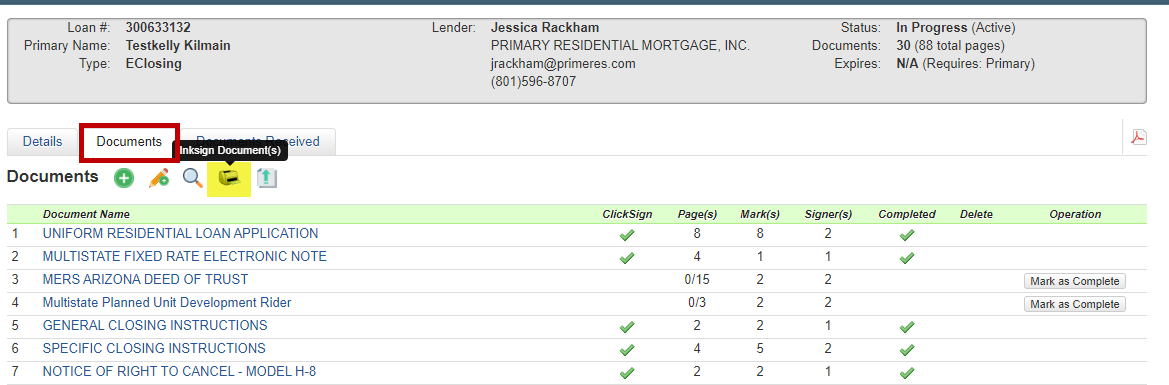 Loan #: 300633132 Lender: Jessica Rackham Status: In Progress (Active)
Primary Name: Testkelly Kilmain PRIMARY RESIDENTIAL MORTGAGE, INC. Documents: 30 (88 total pages)
Type: EClosing jrackham@primeres.com Expires: N/A (Requires: Primary)
(801)596-8707
Details Documents Documents Received
Inksign Document(s)
Documents
Document Name ClickSign Page(s) Mark(s) Signer(s) Completed Delete Operation
1 UNIFORM RESIDENTIAL LOAN APPLICATION 8 8 2
2 MULTISTATE FIXED RATE ELECTRONIC NOTE 4 1 1
3 MERS ARIZONA DEED OF TRUST 0/15 2 2 Mark as Complete
4 Multistate Planned Unit Development Rider 0/3 2 2 Mark as Complete
5 GENERAL CLOSING INSTRUCTIONS 2 2 1
6 SPECIFIC CLOSING INSTRUCTIONS 4 5 2
7 NOTICE OF RIGHT TO CANCEL - MODEL H-8 2 2 1